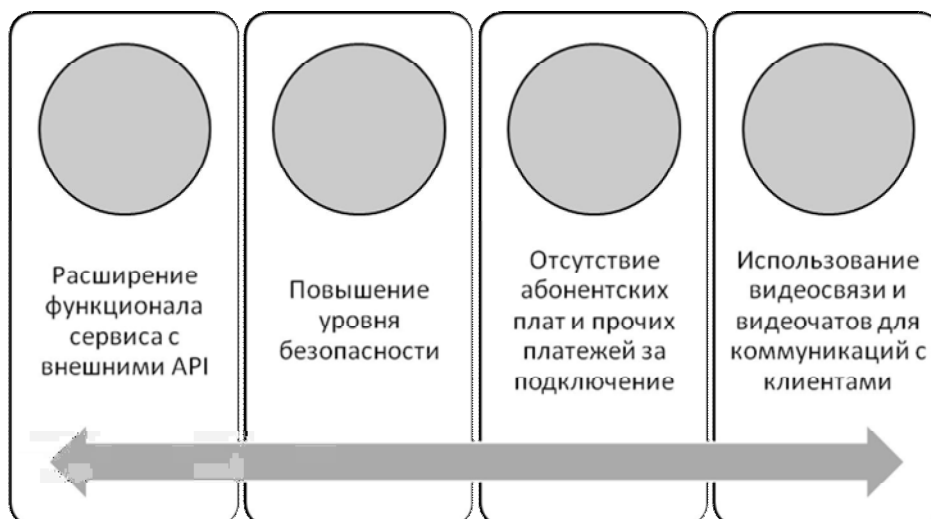 Расширение
функционала
сервиса с
внешними API
Повышение
уровня
безопасности
Отсутствие
абонентских
плат и прочих
платежей за
подключение
Использование
видеосвязи и
видеочатов для
коммуникаций с
клиентами